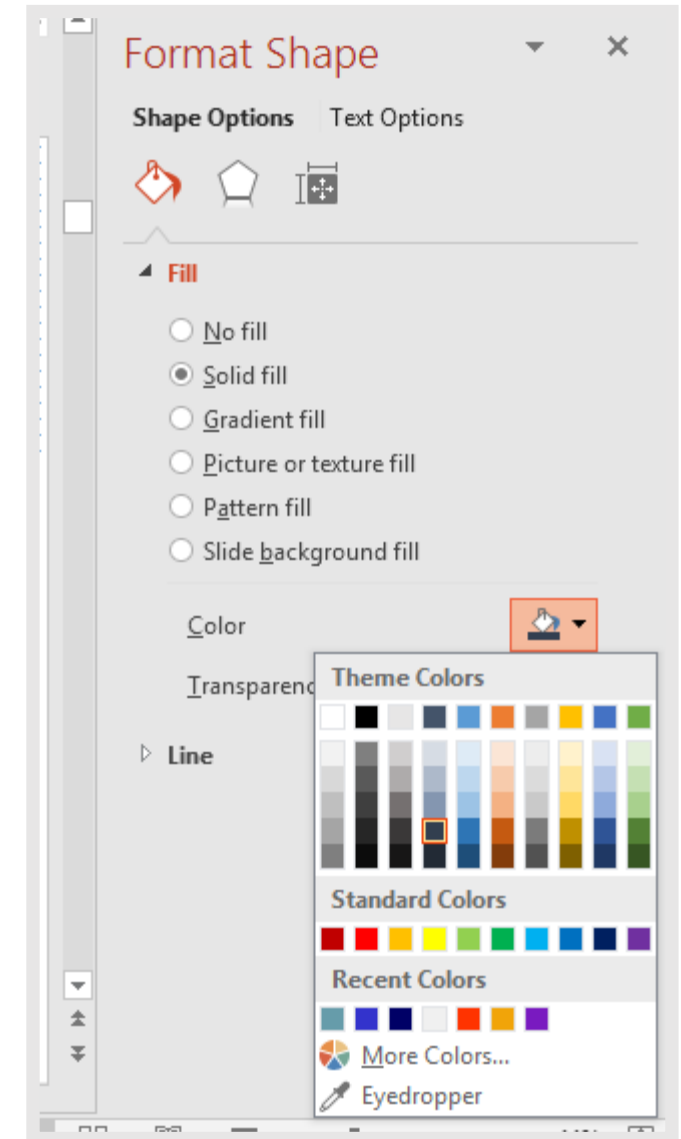 Format Shape
Shape Options Text Options
Fill
No fill
Solid fill
Gradient fill
Picture or texture fill
Pattern fill
Slide background fill
Color
Transparenc
Theme Colors
Line
Standard Colors
Recent Colors
More Colors...
Eyedropper